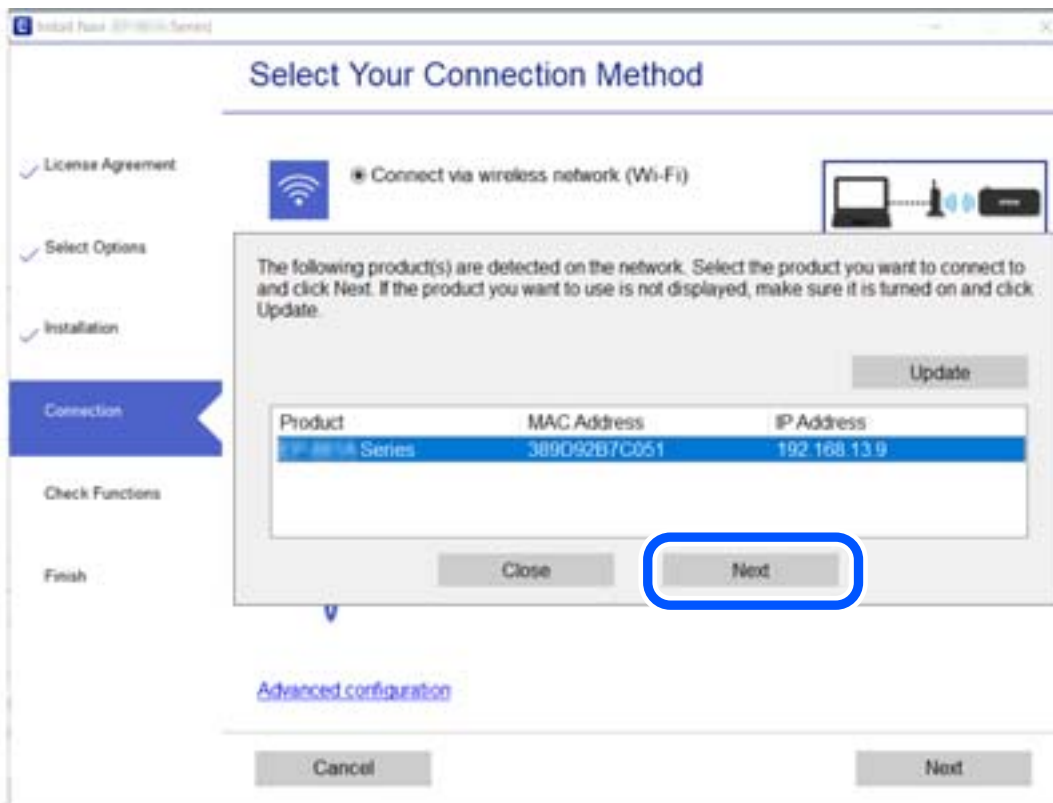 Install Navi
Series]
Select Your Connection Method
License Agreement
Select Options
Installation
Connection
Check Functions
Finish
Connect via wireless network (Wi-Fi)
The following product(s) are detected on the network. Select the product you want to connect to
and click Next. If the product you want to use is not displayed, make sure it is turned on and click
Update.
Update
Product MAC Address IP Address
Series 389D92B7C051 192.168.13.9
Close Next
Advanced configuration
Cancel Next